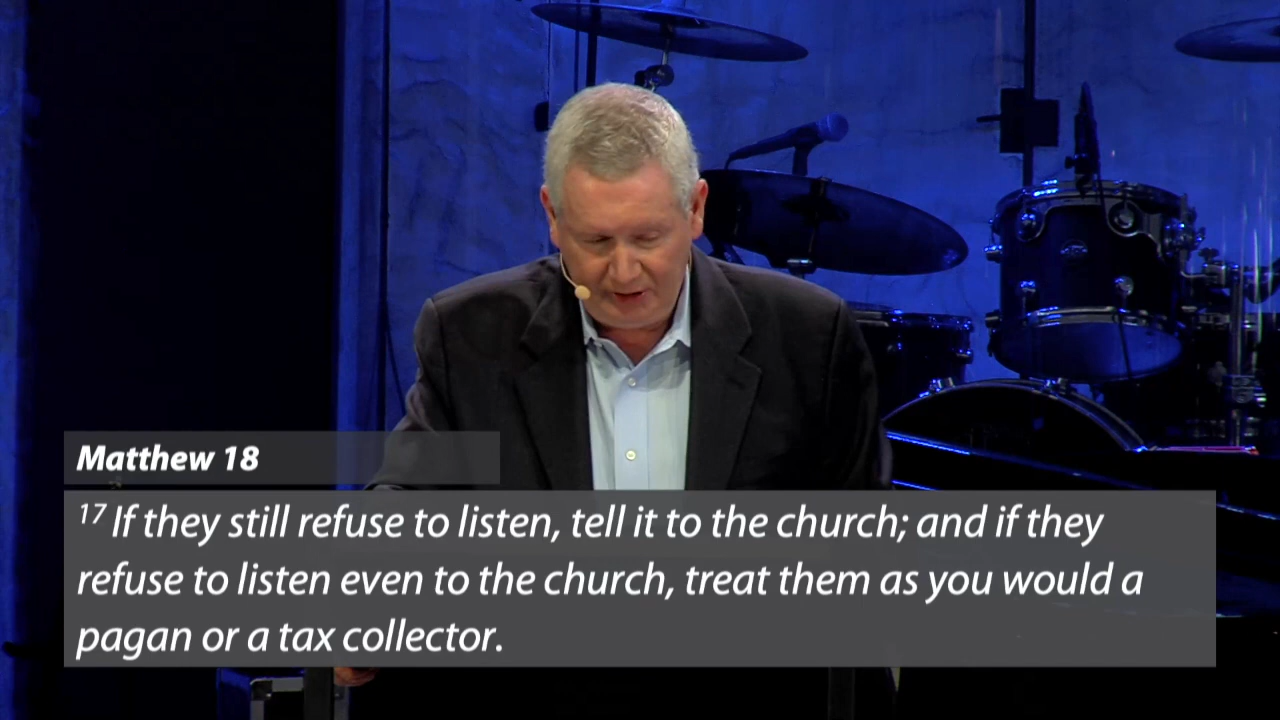 Matthew 18
17 If they still refuse to listen, tell it to the church; and if they
refuse to listen even to the church, treat them as you would a
pagan or a tax collector.